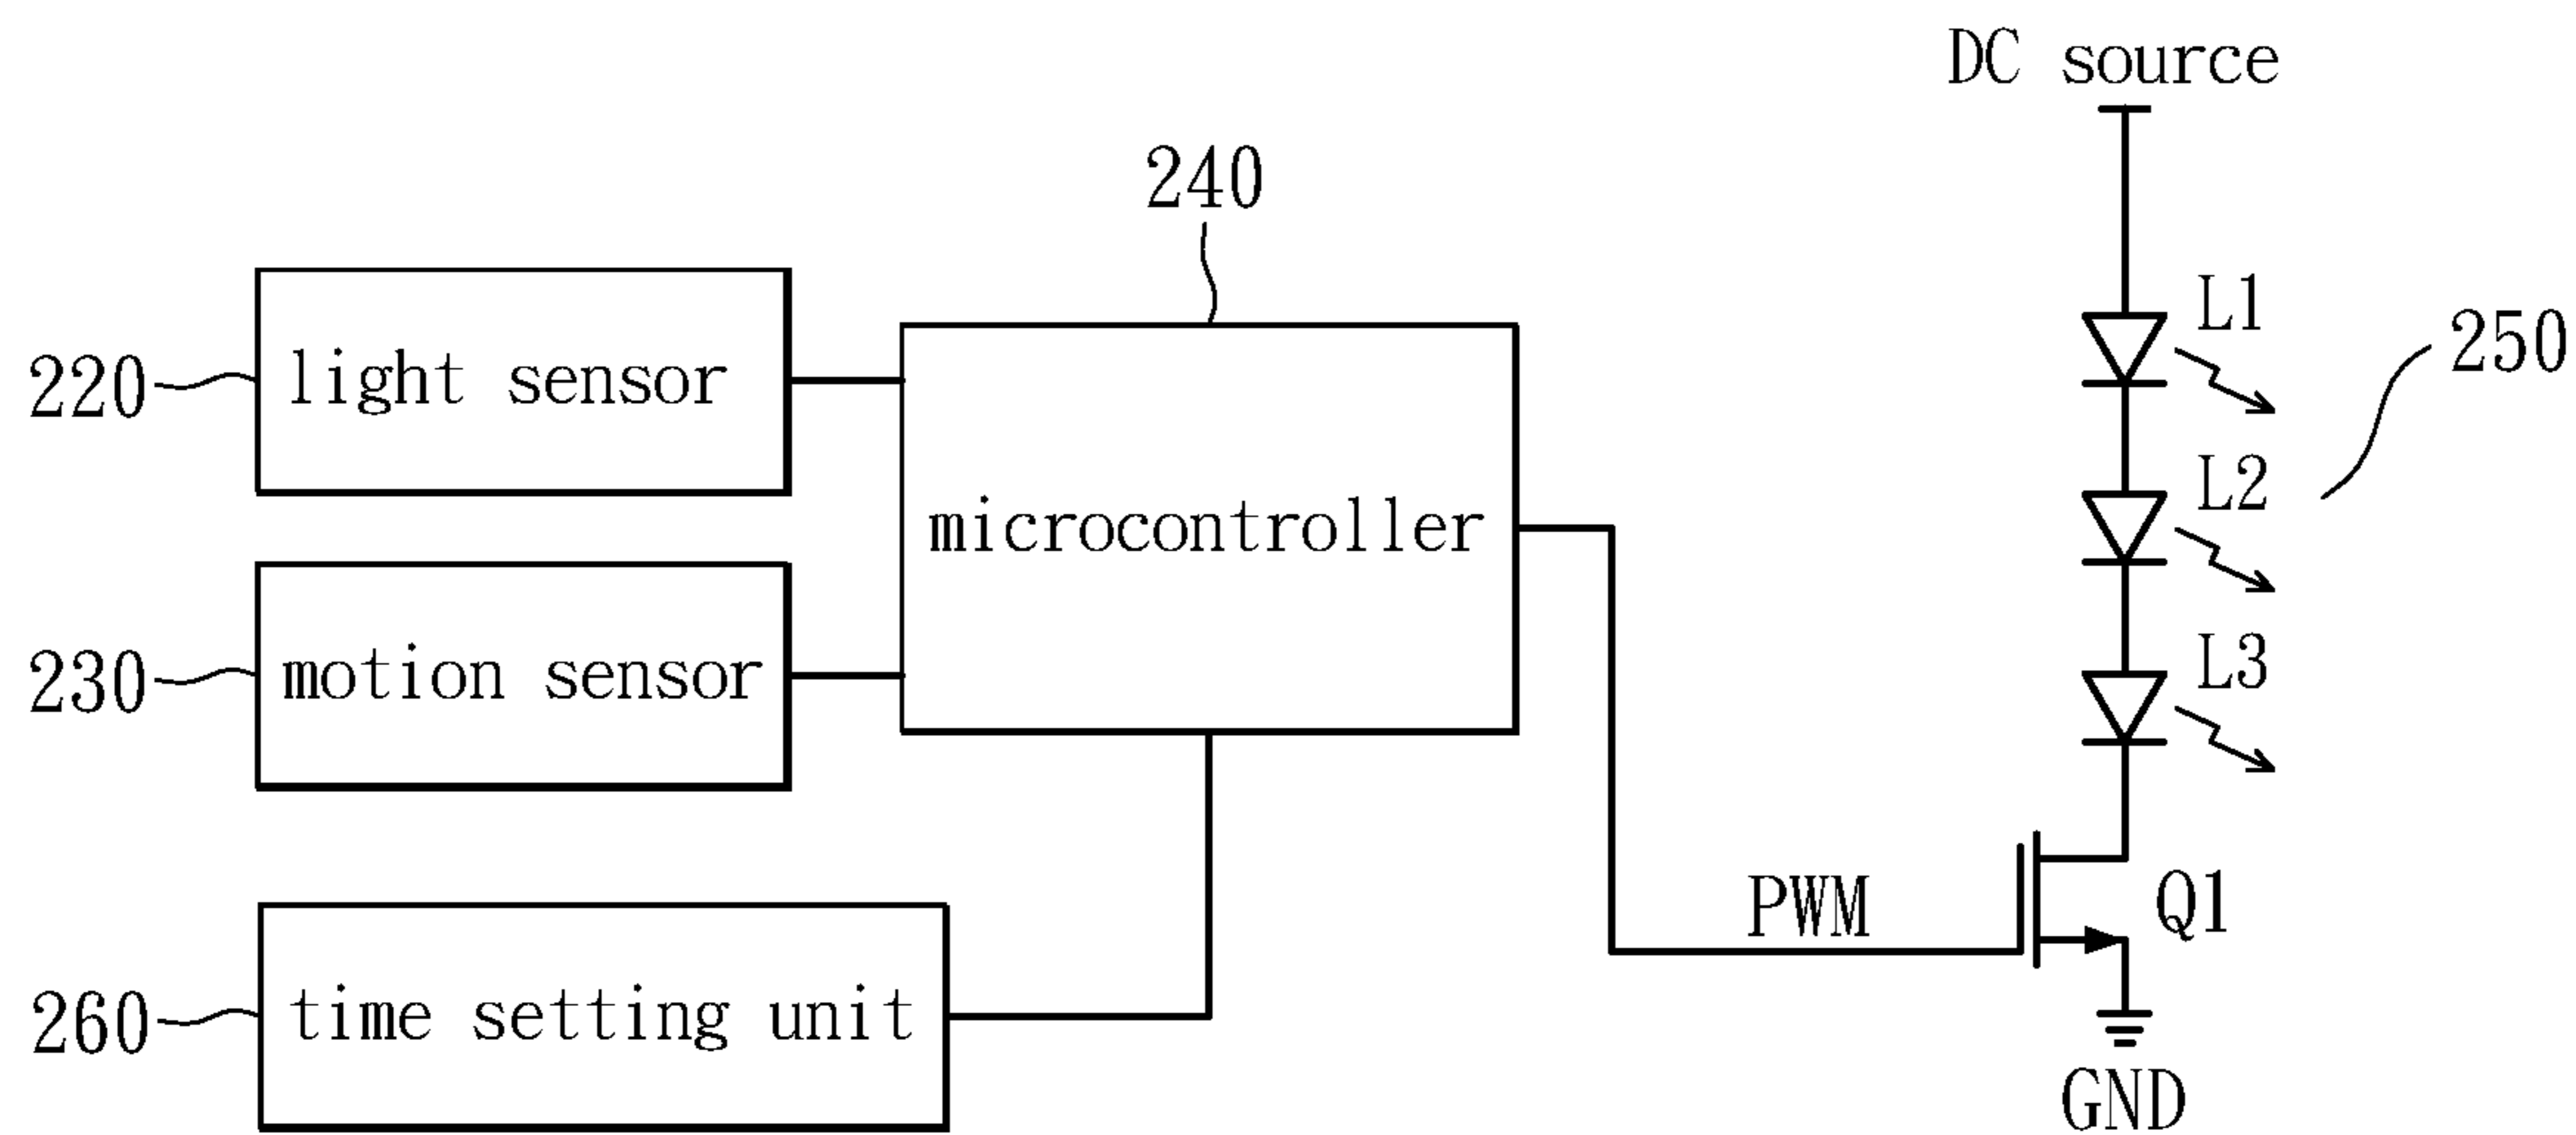 DC source
240
L1
220
light sensor
250
microcontroller
L2
230
motion sensor
L3
PWM
Q1
260
time setting unit
GND